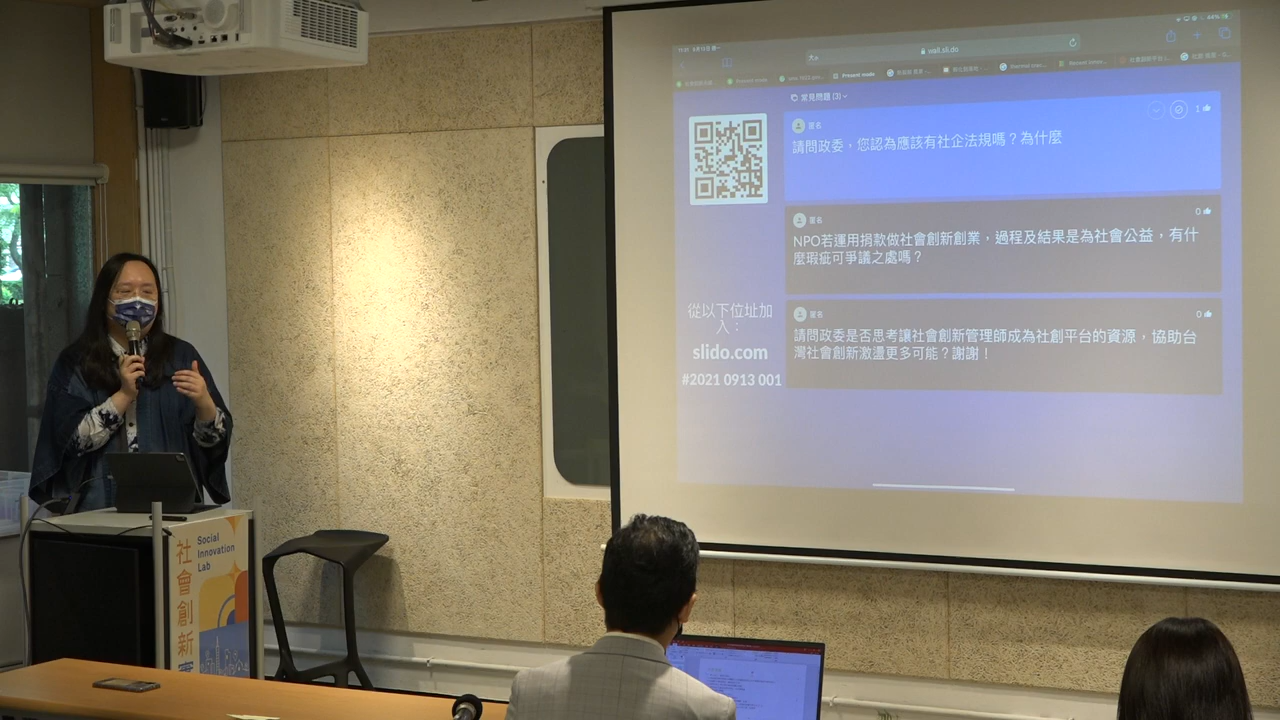 44%
wall.sli.do
Present mode
常見問題 (3)
匿名
1
請問政委，您認為應該有社企法規嗎？為什麼
匿名
0
NPO若運用捐款做社會創新創業，過程及結果是為社會公益，有什
麼瑕疵可爭議之處嗎？
匿名
0
請問政委是否思考讓社會創新管理師成為社創平台的資源，協助台
灣社會創新激盪更多可能？謝謝！
從以下位址加
入：
slido.com
#2021 0913 001
Social
Innovation
Lab
社會創新